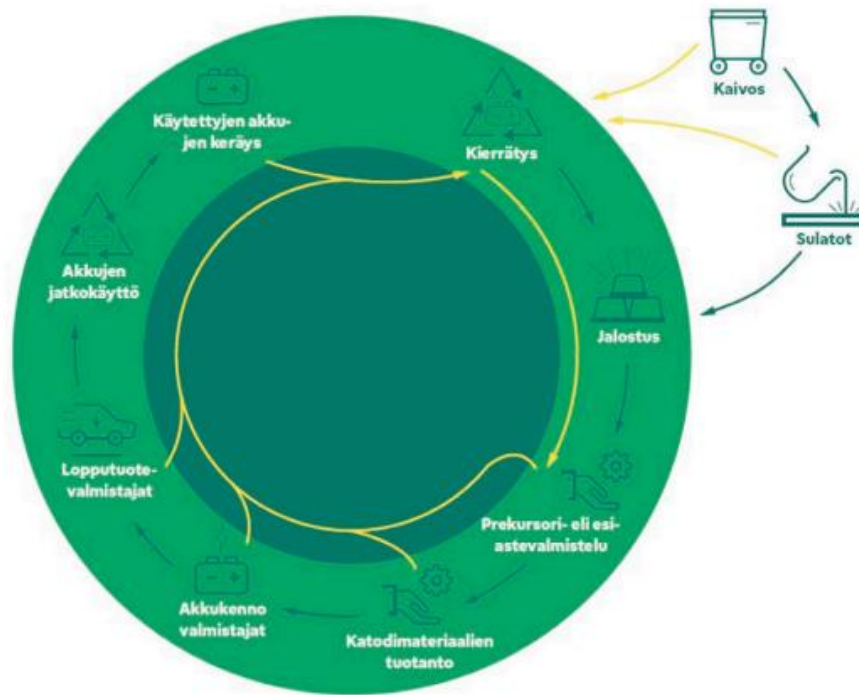 Kaivos
Käytettyjen akku-
jen keräys
Kierrätys
Sulatot
Akkujen
jatkokäyttö
Jalostus
Lopputuote-
valmistajat
Prekursori- eli esi-
astevalmistelu
Akkukenno
valmistajat
Katodimateriaalien
tuotanto